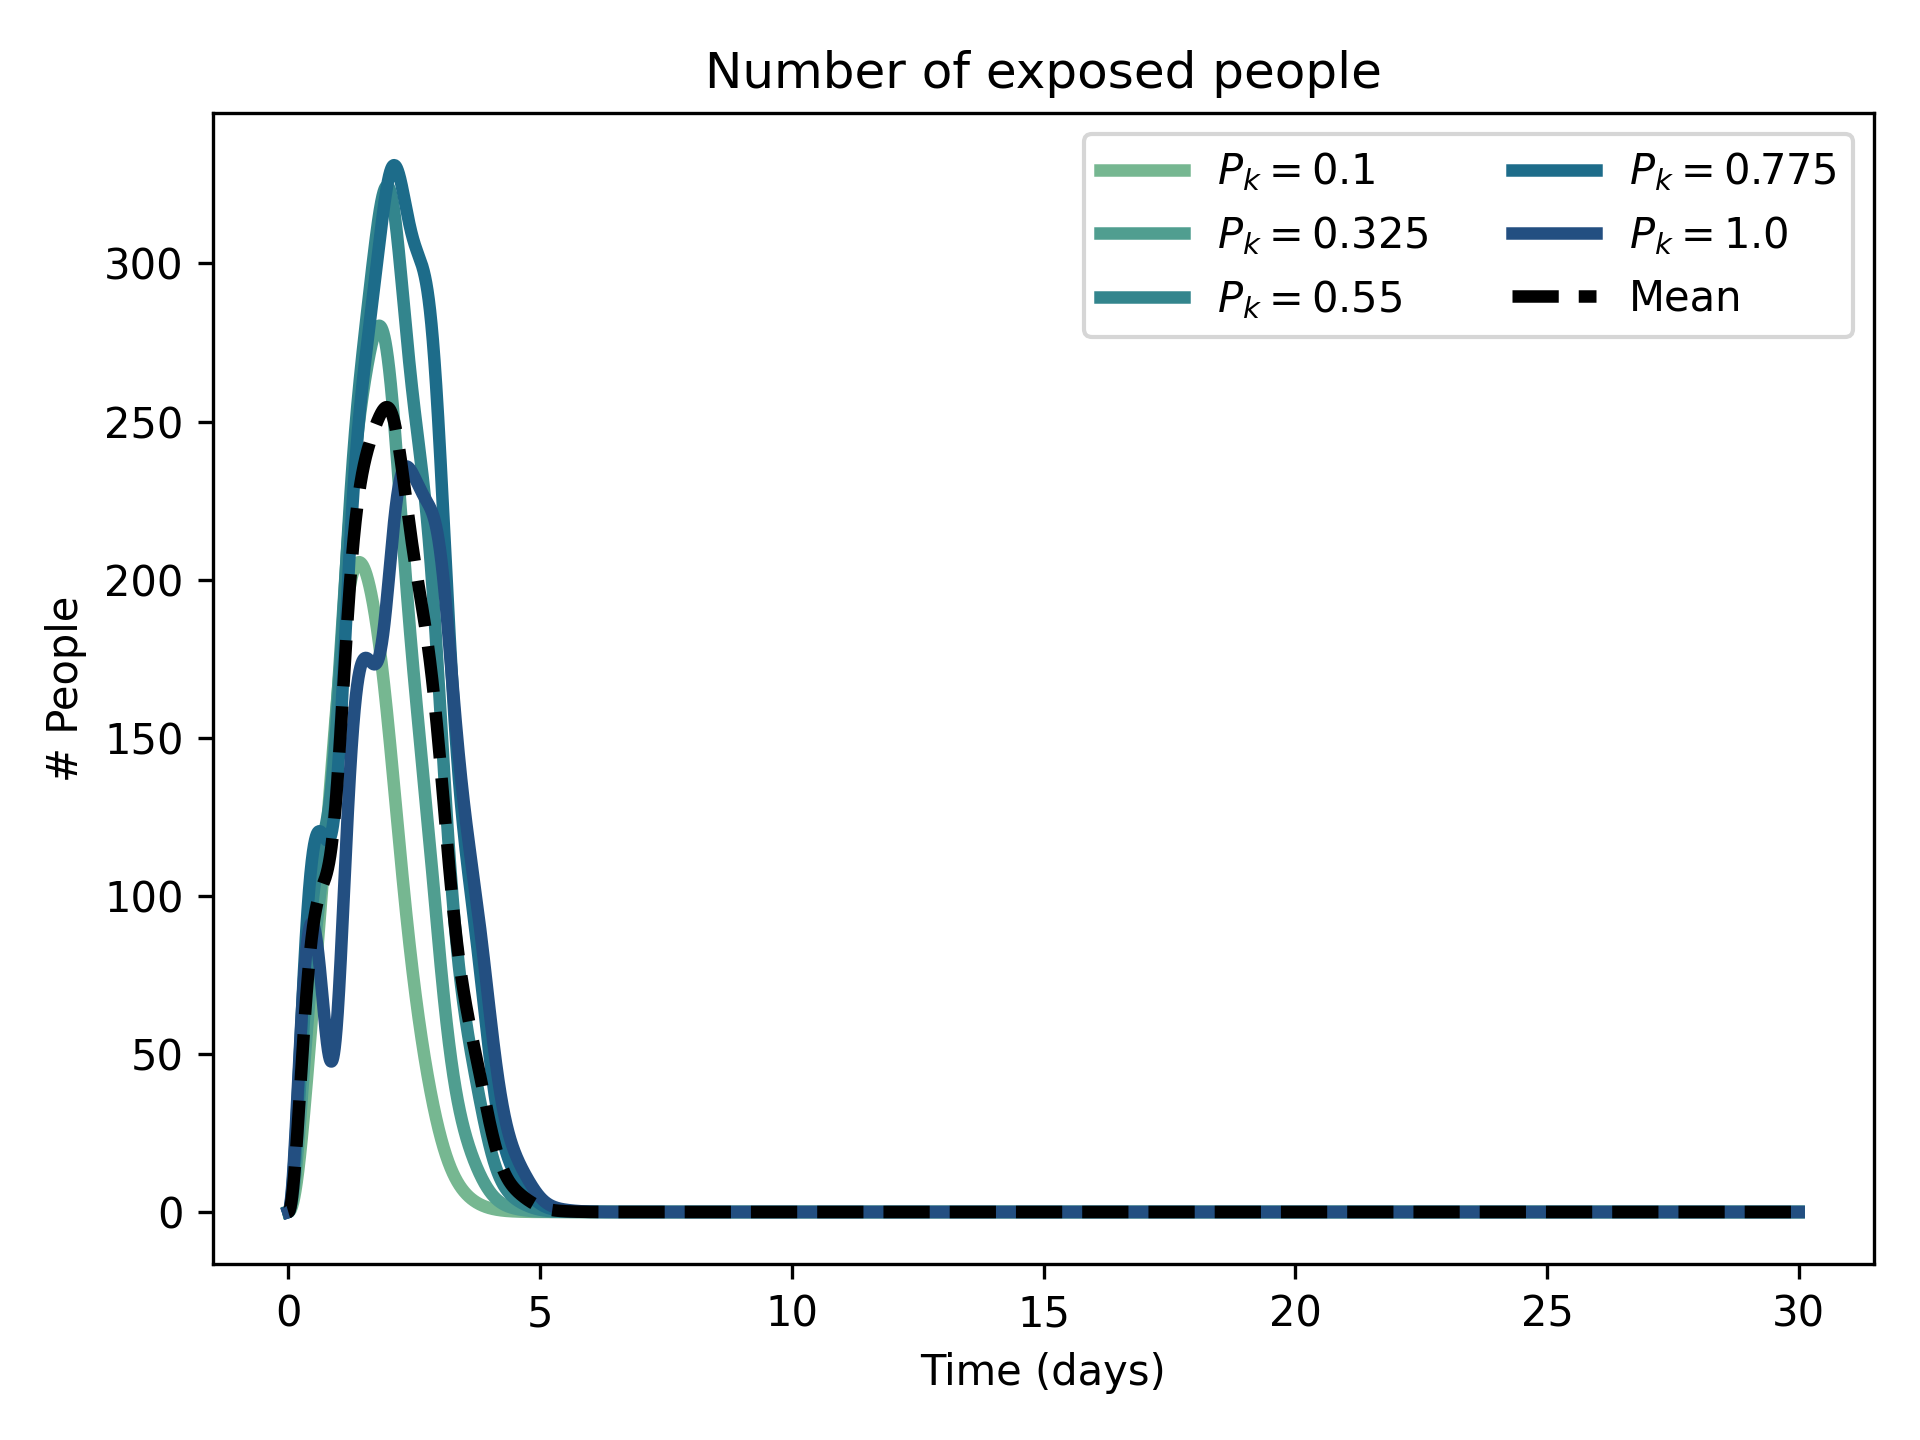 Number of exposed people
P_k = 0.1
P_k = 0.325
P_k = 0.55
P_k = 0.775
P_k = 1.0
Mean
# People
300
250
200
150
100
50
0
0 5 10 15 20 25 30
Time (days)